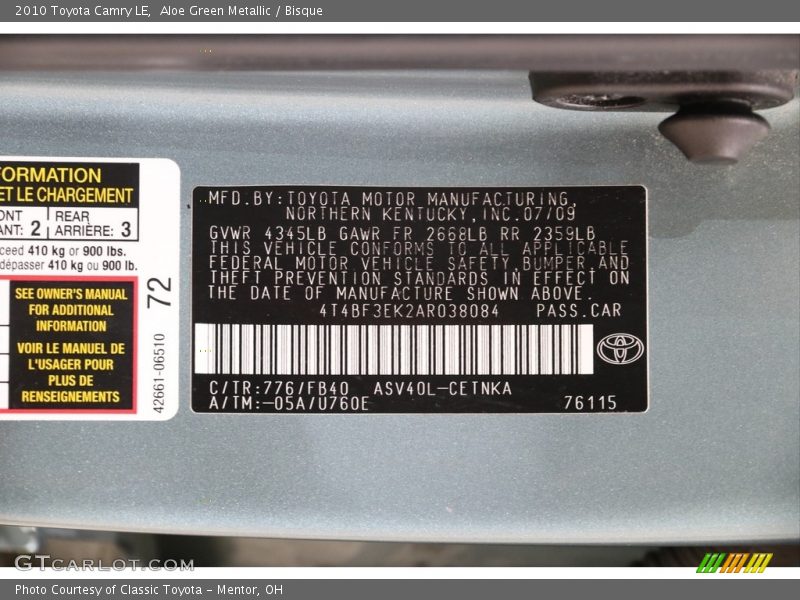 2010 Toyota Camry LE,  Aloe Green Metallic / Bisque
ORMATION
ET LE CHARGEMENT
REAR
ANT: 2 ARRIÈRE: 3
410 kg or 900 lbs.
dépasser 410 kg ou 900 kg.
SEE OWNER'S MANUAL
FOR ADDITIONAL
INFORMATION
VOIR LE MANUEL DE
L'USAGER POUR
PLUS DE
RENSEIGNEMENTS
72
42661-06510
MFD.BY:TOYOTA MOTOR MANUFACTURING,
NORTHERN KENTUCKY,INC.07/09
GVWR 4345LB GAWR FR 2668LB RR 2359LB
THIS VEHICLE CONFORMS TO ALL APPLICABLE
FEDERAL MOTOR VEHICLE SAFETY,BUMPER AND
THEFT PREVENTION STANDARDS IN EFFECT ON
THE DATE OF MANUFACTURE SHOWN ABOVE.
4T4BF3EK2AR038084 PASS.CAR
C/TR:776/FB40 ASV40L-CETNKA
A/TM:-05A/U760E 76115
GTCARLOT.COM
Photo Courtesy of Classic Toyota - Mentor, OH